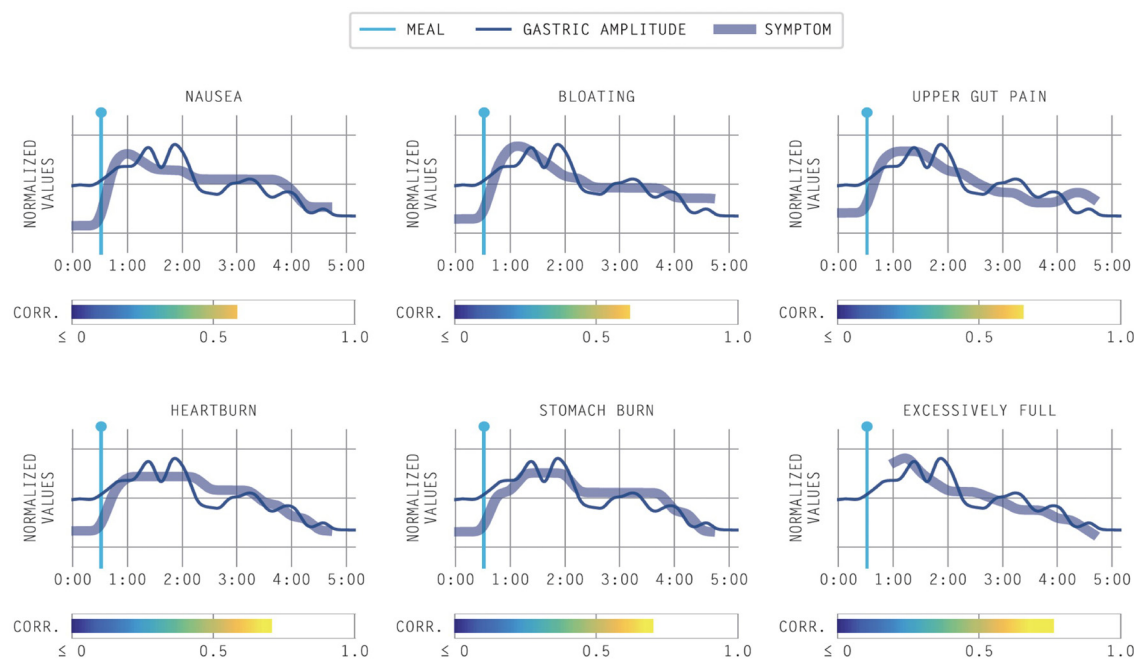 MEAL GASTRIC AMPLITUDE SYMPTOM
NAUSEA BLOATING UPPER GUT PAIN
NORMALIZED VALUES NORMALIZED VALUES NORMALIZED VALUES
0:00 1:00 2:00 3:00 4:00 5:00 0:00 1:00 2:00 3:00 4:00 5:00 0:00 1:00 2:00 3:00 4:00 5:00
CORR. CORR. CORR.
≤ 0 0.5 1.0 ≤ 0 0.5 1.0 ≤ 0 0.5 1.0
HEARTBURN STOMACH BURN EXCESSIVELY FULL
NORMALIZED VALUES NORMALIZED VALUES NORMALIZED VALUES
0:00 1:00 2:00 3:00 4:00 5:00 0:00 1:00 2:00 3:00 4:00 5:00 0:00 1:00 2:00 3:00 4:00 5:00
CORR. CORR. CORR.
≤ 0 0.5 1.0 ≤ 0 0.5 1.0 ≤ 0 0.5 1.0